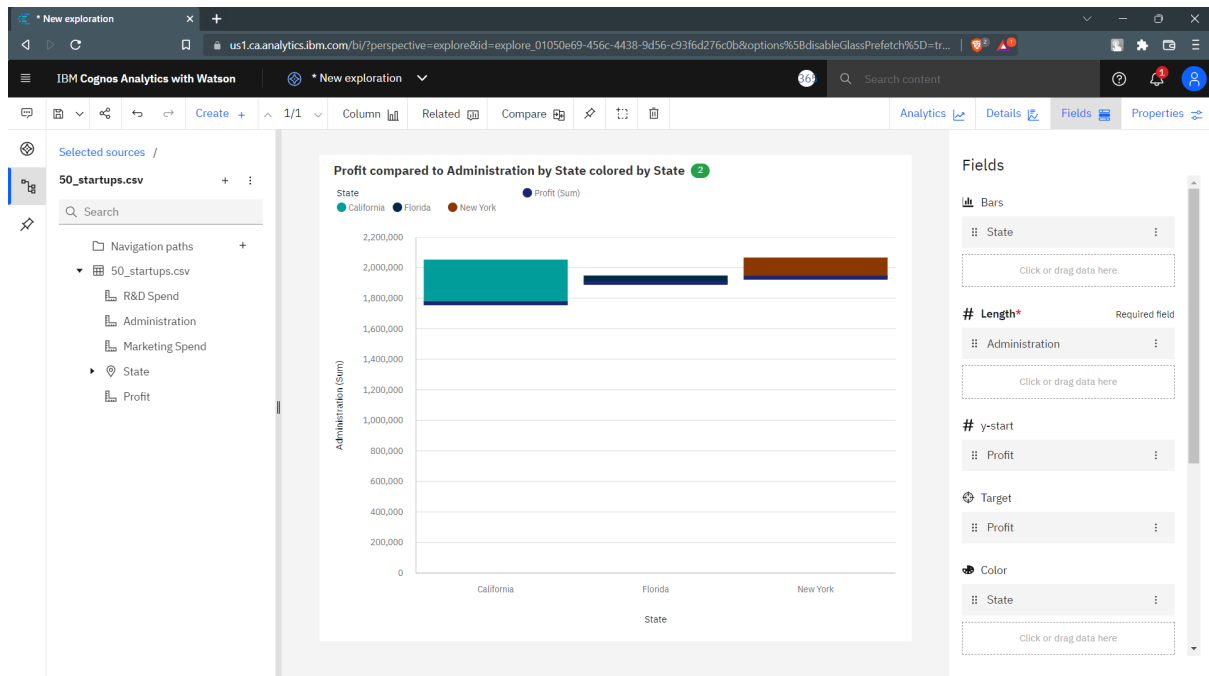 * New exploration
us1.ca.analytics.ibm.com/bi/?perspective=explore&id=explore_01050e69-456c-4438-9d56-c93f6d276c0b&options%5BdisableGlassPrefetch%5D=tr...
IBM Cognos Analytics with Watson
* New exploration
Search content
1
Create +
1/1
Column
Related
Compare
Analytics
Details
Fields
Properties
Selected sources /
50_startups.csv
Search
Navigation paths
50_startups.csv
R&D Spend
Administration
Marketing Spend
State
Profit
Profit compared to Administration by State colored by State 2
State
Profit (Sum)
California Florida New York
Administration (Sum)
2,200,000
2,000,000
1,800,000
1,600,000
1,400,000
1,200,000
1,000,000
800,000
600,000
400,000
200,000
0
California Florida New York
State
Fields
Bars
State
Click or drag data here
# Length* Required field
Administration
Click or drag data here
# y-start
Profit
Target
Profit
Color
State
Click or drag data here